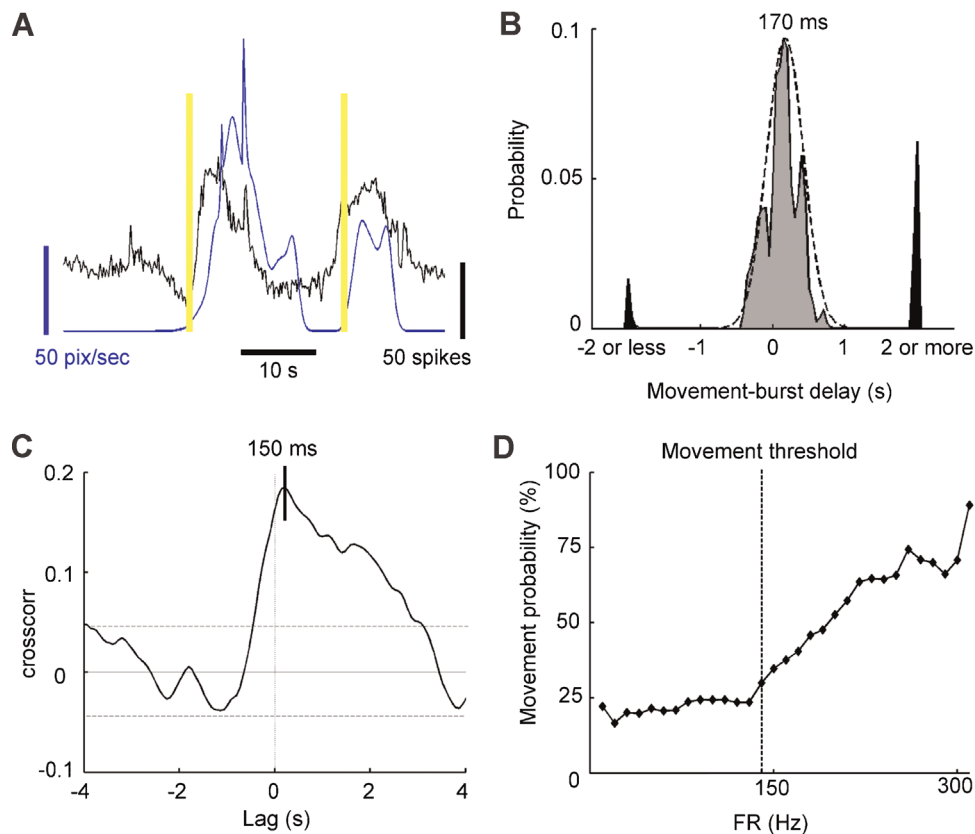 A
50 pix/sec
10 s
50 spikes
B
170 ms
0.1
0.05
0
Probability
-2 or less
-1
0
1
2 or more
Movement-burst delay (s)
C
150 ms
0.2
0.1
0
-0.1
crosscorr
-4
-2
0
2
4
Lag (s)
D
Movement threshold
100
75
50
25
0
Movement probability (%)
150
300
FR (Hz)